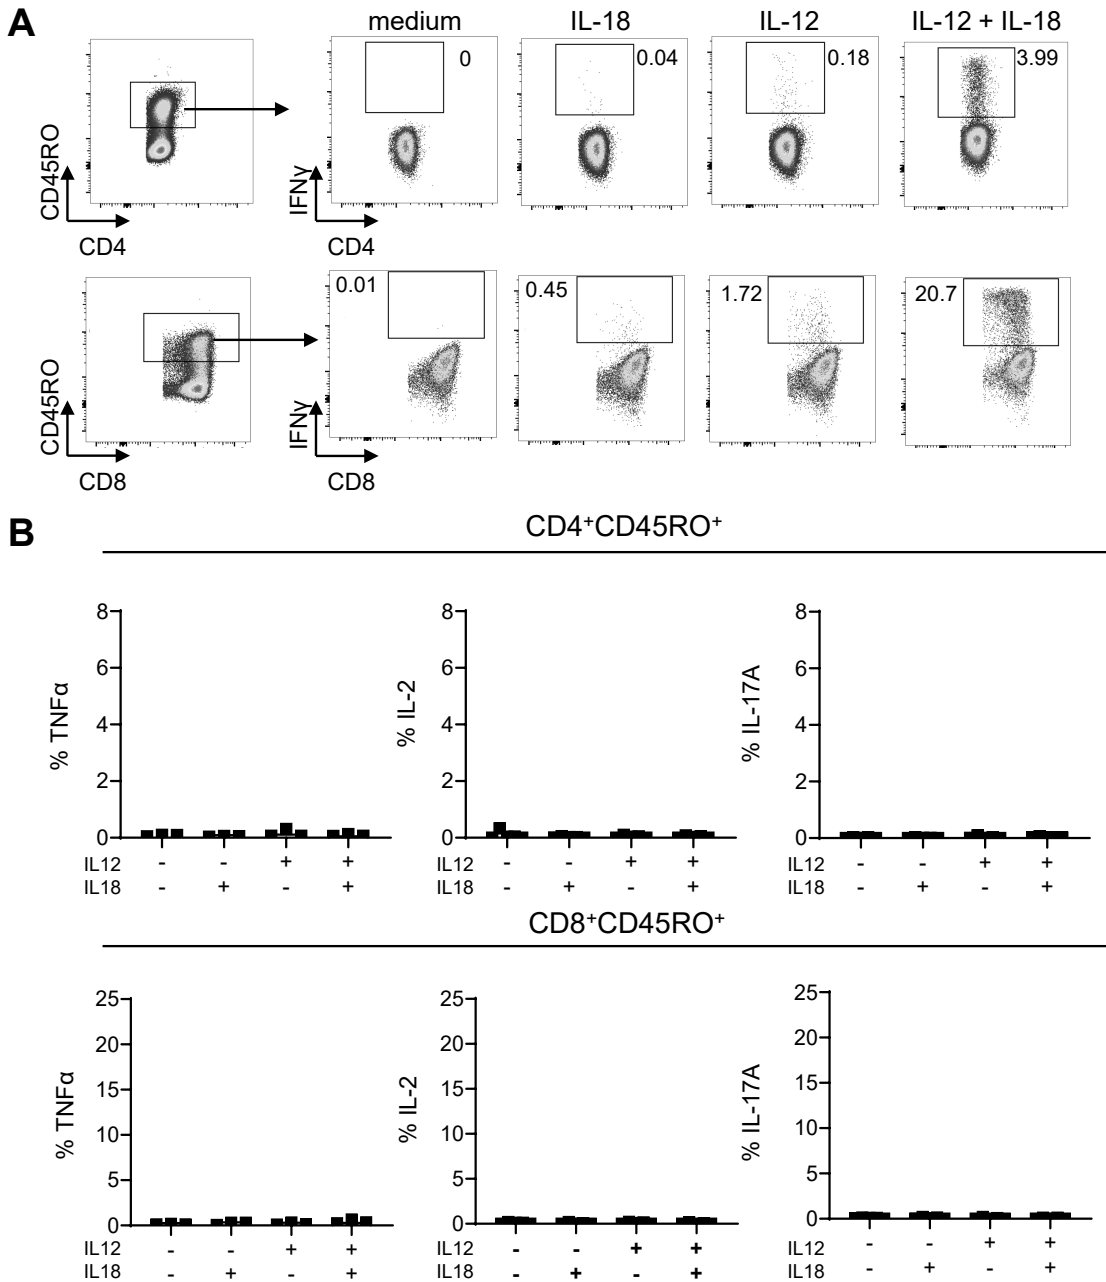 A
medium IL-18 IL-12 IL-12 + IL-18
0 0.04 0.18 3.99
CD45RO IFNγ
CD4 CD4
0.01 0.45 1.72 20.7
CD45RO IFNγ
CD8 CD8
B
CD4⁺CD45RO⁺
8 8 8
6 6 6
% TNFα % IL-2 % IL-17A
4 4 4
2 2 2
0 0 0
IL12 - - + + IL12 - - + + IL12 - - + +
IL18 - + - + IL18 - + - + IL18 - + - +
CD8⁺CD45RO⁺
25 25 25
20 20 20
15 15 15
% TNFα % IL-2 % IL-17A
10 10 10
5 5 5
0 0 0
IL12 - - + + IL12 - - + + IL12 - - + +
IL18 - + - + IL18 - + - + IL18 - + - +